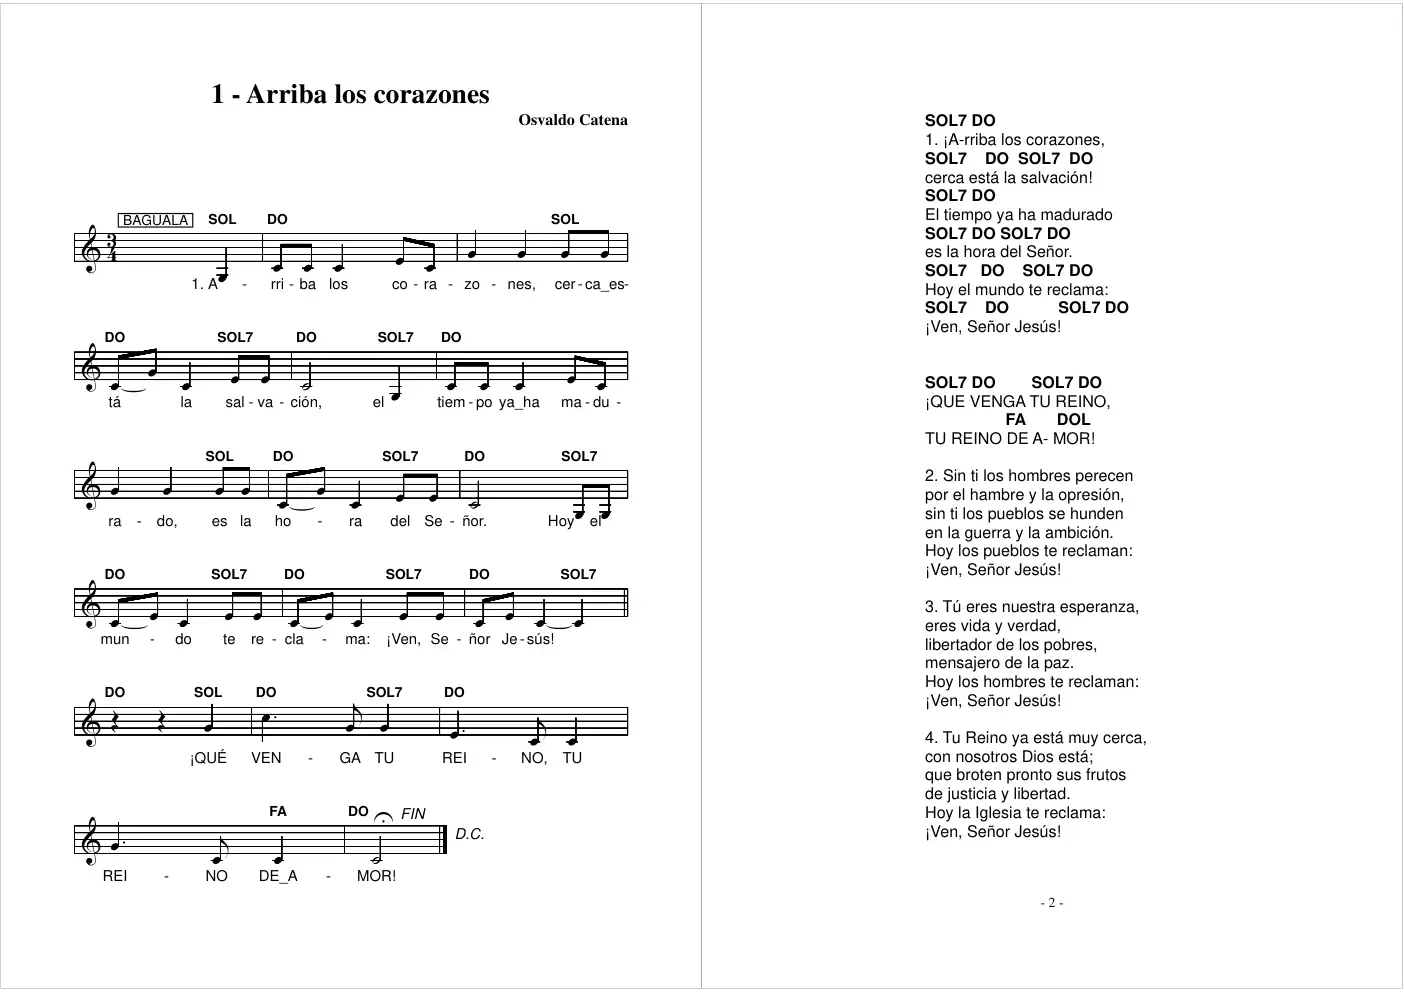 1 - Arriba los corazones
Osvaldo Catena
BAGUALA SOL DO SOL
3
4
1. A - rri - ba los co - ra - zo - nes, cer - ca_es-
DO SOL7 DO SOL7 DO
tá la sal - va - ción, el tiem - po ya_ha ma - du -
SOL DO SOL7 DO SOL7
ra - do, es la ho - ra del Se - ñor. Hoy el
DO SOL7 DO SOL7 DO SOL7
mun - do te re - cla - ma: ¡Ven, Se - ñor Je - sús!
DO SOL DO SOL7 DO
¡QUÉ VEN - GA TU REI - NO, TU
FA DO FIN
D.C.
REI - NO DE_A - MOR!
SOL7 DO
1. ¡A-rriba los corazones,
SOL7 DO SOL7 DO
cerca está la salvación!
SOL7 DO
El tiempo ya ha madurado
SOL7 DO SOL7 DO
es la hora del Señor.
SOL7 DO SOL7 DO
Hoy el mundo te reclama:
SOL7 DO SOL7 DO
¡Ven, Señor Jesús!
SOL7 DO SOL7 DO
¡QUE VENGA TU REINO,
FA DOL
TU REINO DE A- MOR!
2. Sin ti los hombres perecen
por el hambre y la opresión,
sin ti los pueblos se hunden
en la guerra y la ambición.
Hoy los pueblos te reclaman:
¡Ven, Señor Jesús!
3. Tú eres nuestra esperanza,
eres vida y verdad,
libertador de los pobres,
mensajero de la paz.
Hoy los hombres te reclaman:
¡Ven, Señor Jesús!
4. Tu Reino ya está muy cerca,
con nosotros Dios está;
que broten pronto sus frutos
de justicia y libertad.
Hoy la Iglesia te reclama:
¡Ven, Señor Jesús!
- 2 -